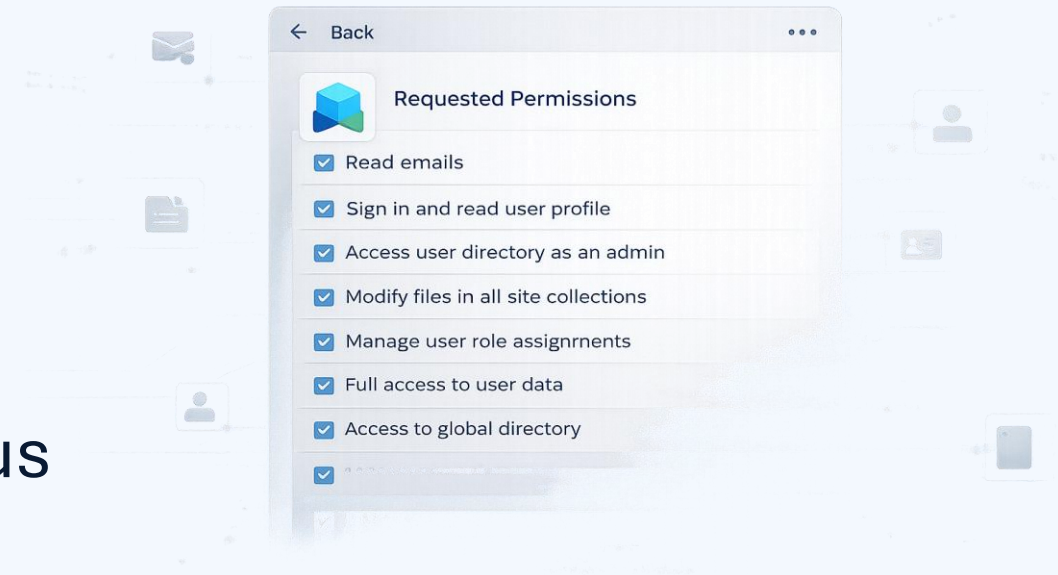 Back
Requested Permissions
Read emails
Sign in and read user profile
Access user directory as an admin
Modify files in all site collections
Manage user role assignrnents
Full access to user data
Access to global directory
us